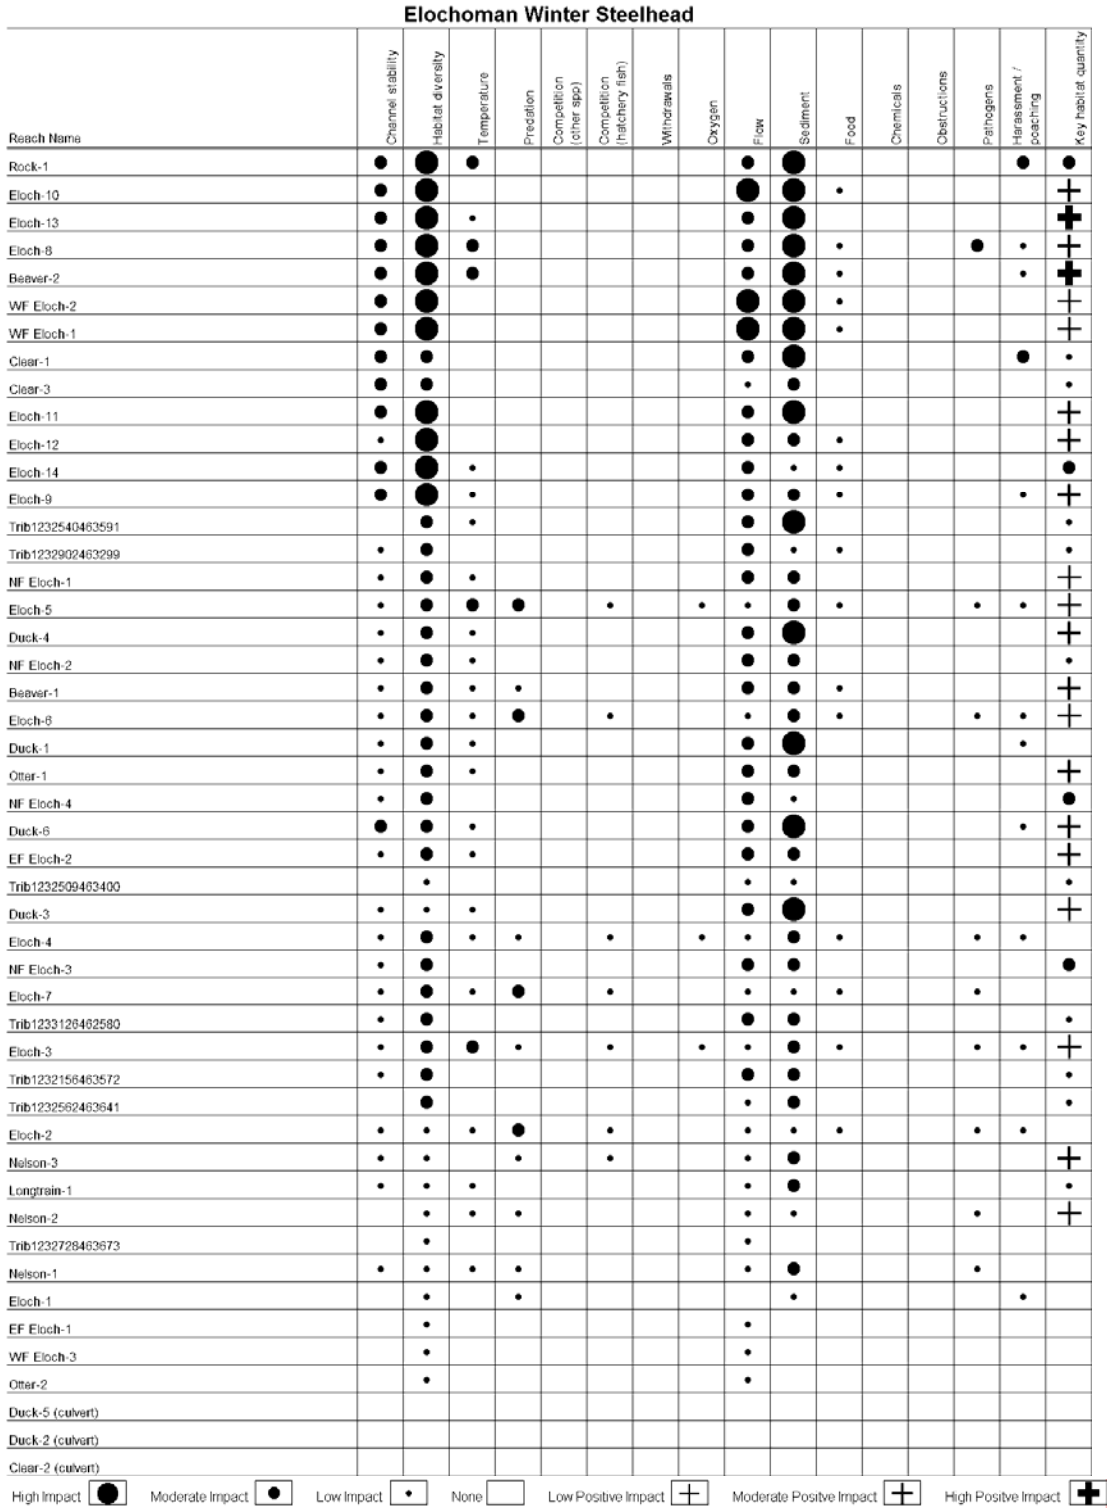 Elochoman Winter Steelhead
Reach Name
Channel stability
Habitat diversity
Temperature
Predation
Competition
(other spp)
Competition
(hatchery fish)
Withdrawals
Oxygen
Flow
Sediment
Food
Chemicals
Obstructions
Pathogens
Harassment /
poaching
Key habitat quantity
Rock-1
Eloch-10
Eloch-13
Eloch-8
Beaver-2
WF Eloch-2
WF Eloch-1
Clear-1
Clear-3
Eloch-11
Eloch-12
Eloch-14
Eloch-9
Trib1232540463591
Trib1232902463299
NF Eloch-1
Eloch-5
Duck-4
NF Eloch-2
Beaver-1
Eloch-6
Duck-1
Otter-1
NF Eloch-4
Duck-6
EF Eloch-2
Trib1232509463400
Duck-3
Eloch-4
NF Eloch-3
Eloch-7
Trib1233126462580
Eloch-3
Trib1232156463572
Trib1232562463641
Eloch-2
Nelson-3
Longtrain-1
Nelson-2
Trib1232728463673
Nelson-1
Eloch-1
EF Eloch-1
WF Eloch-3
Otter-2
Duck-5 (culvert)
Duck-2 (culvert)
Clear-2 (culvert)
High Impact Moderate Impact Low Impact None Low Positive Impact Moderate Positve Impact High Positve Impact